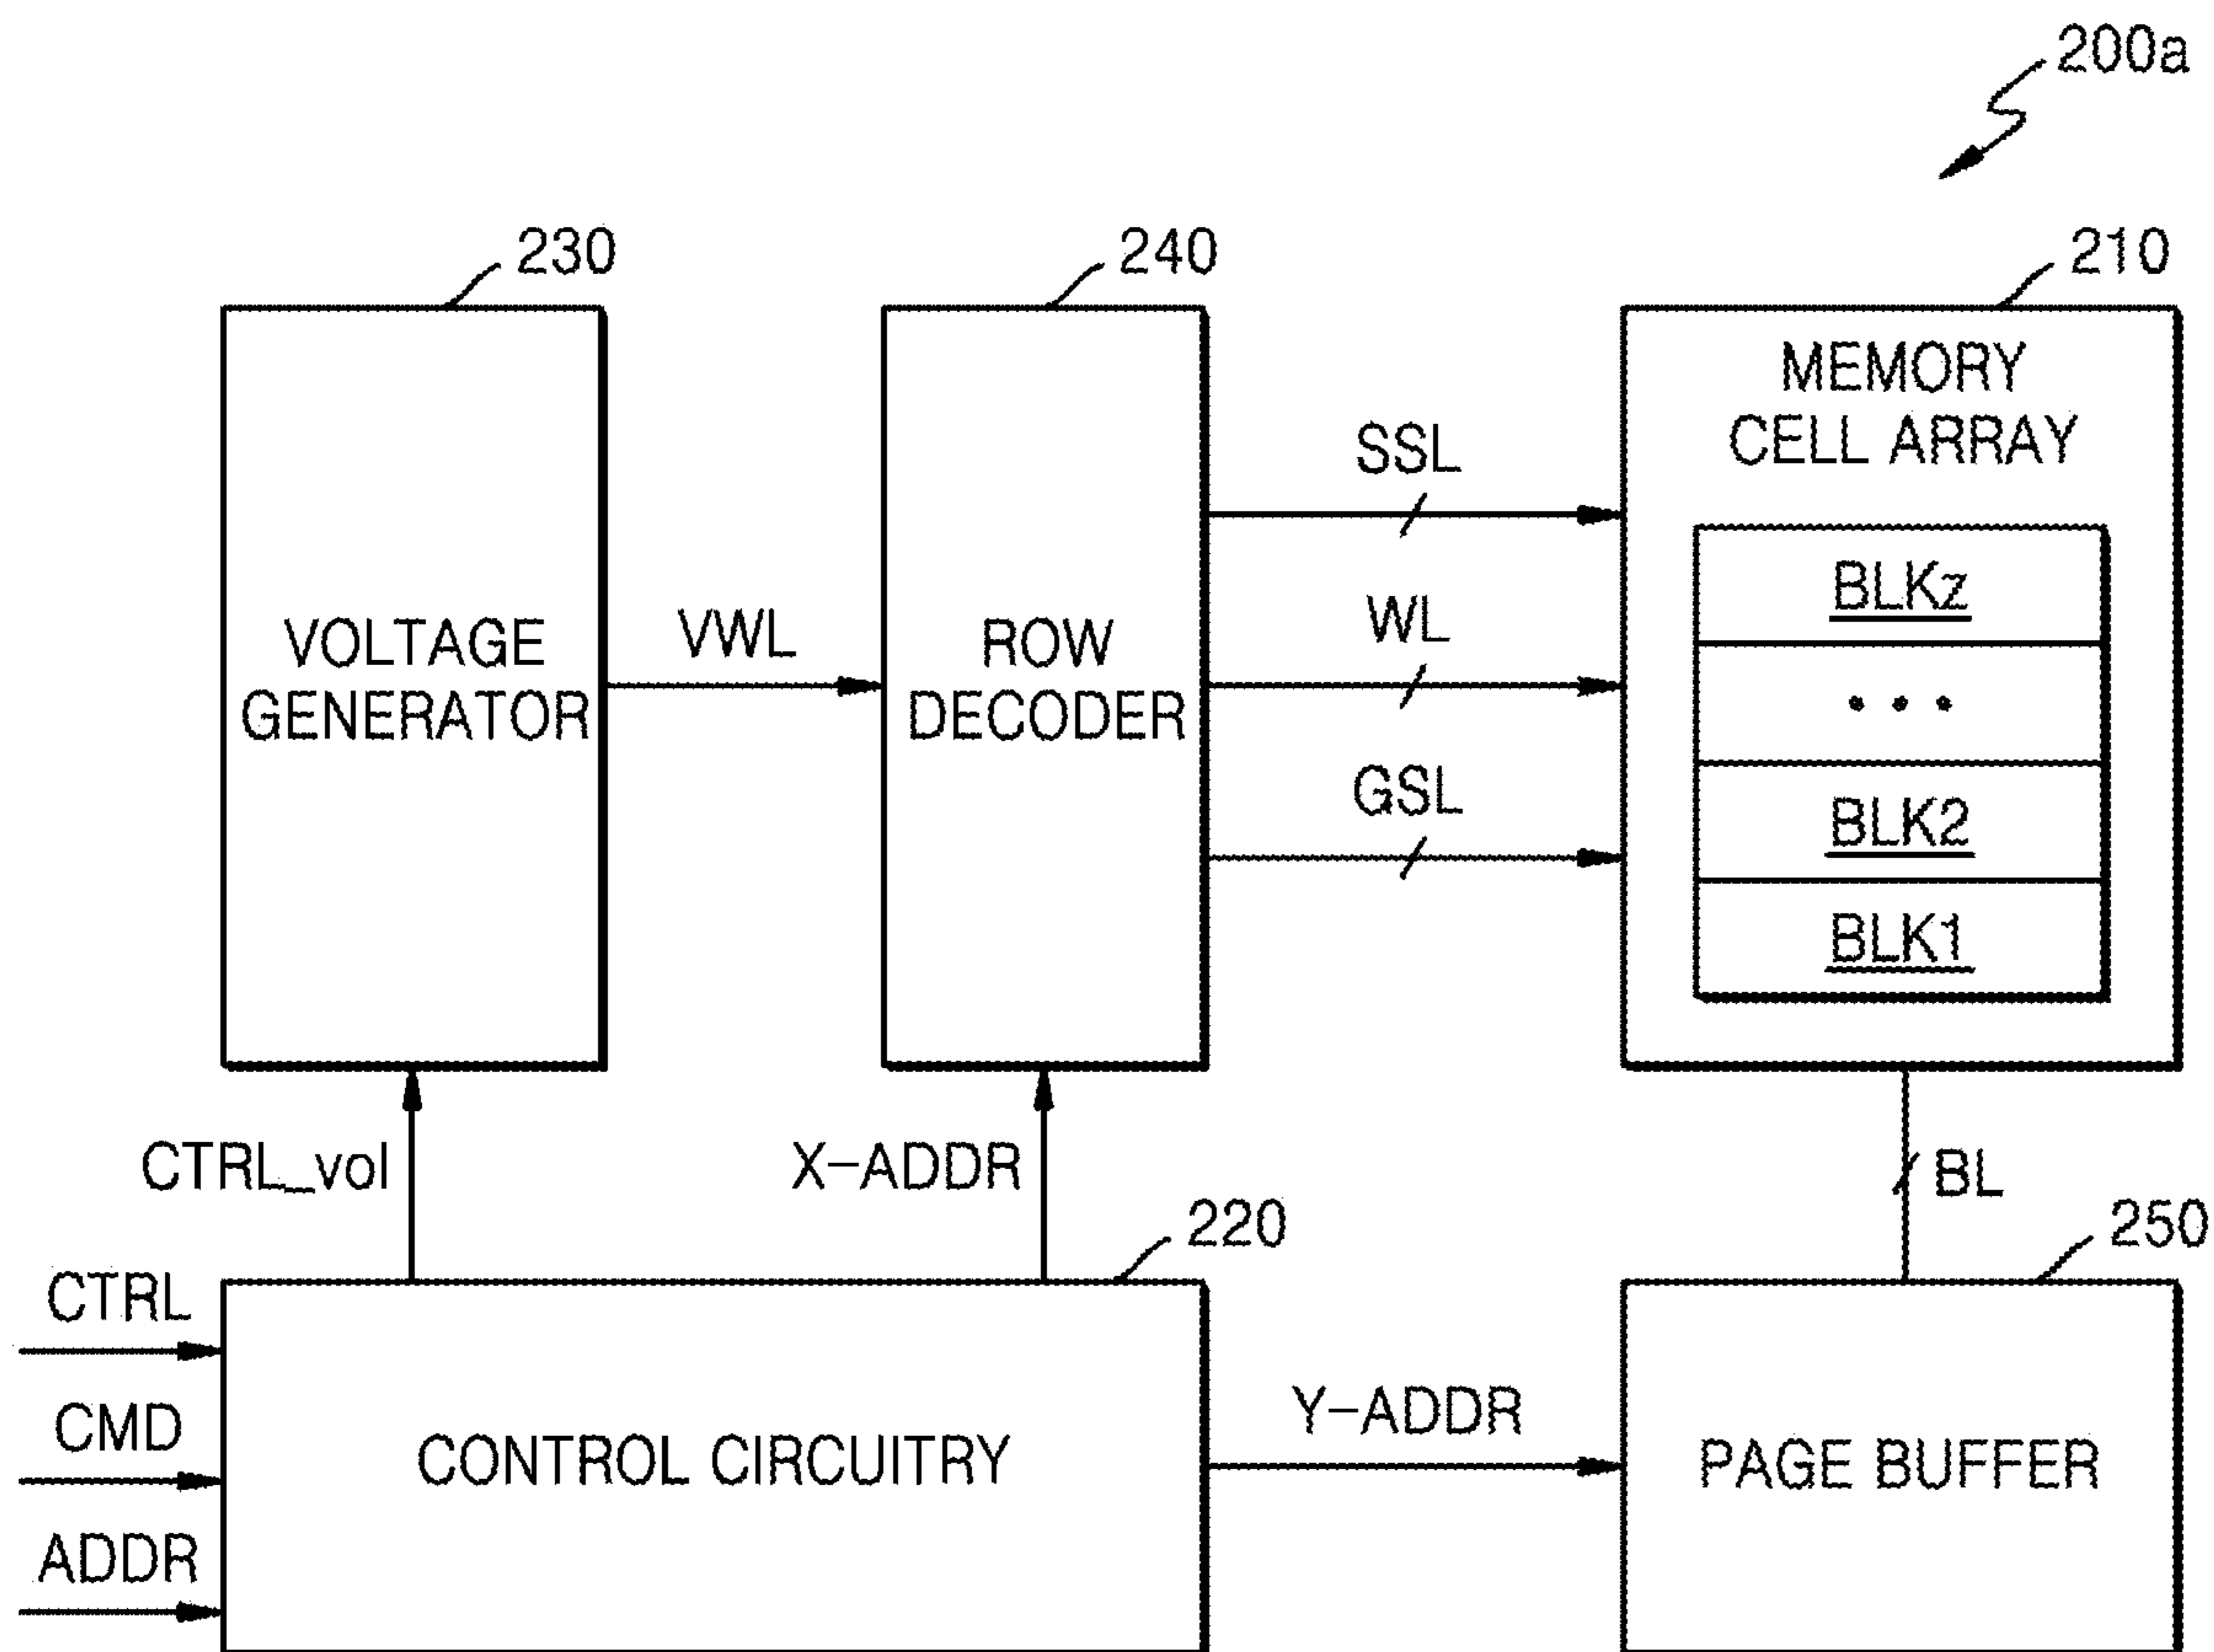 200a
230
240
210
VOLTAGE
GENERATOR
VWL
ROW
DECODER
SSL
WL
GSL
MEMORY
CELL ARRAY
BLKz
• • •
BLK2
BLK1
CTRL_vol
X-ADDR
BL
220
250
CTRL
CMD
ADDR
CONTROL CIRCUITRY
Y-ADDR
PAGE BUFFER